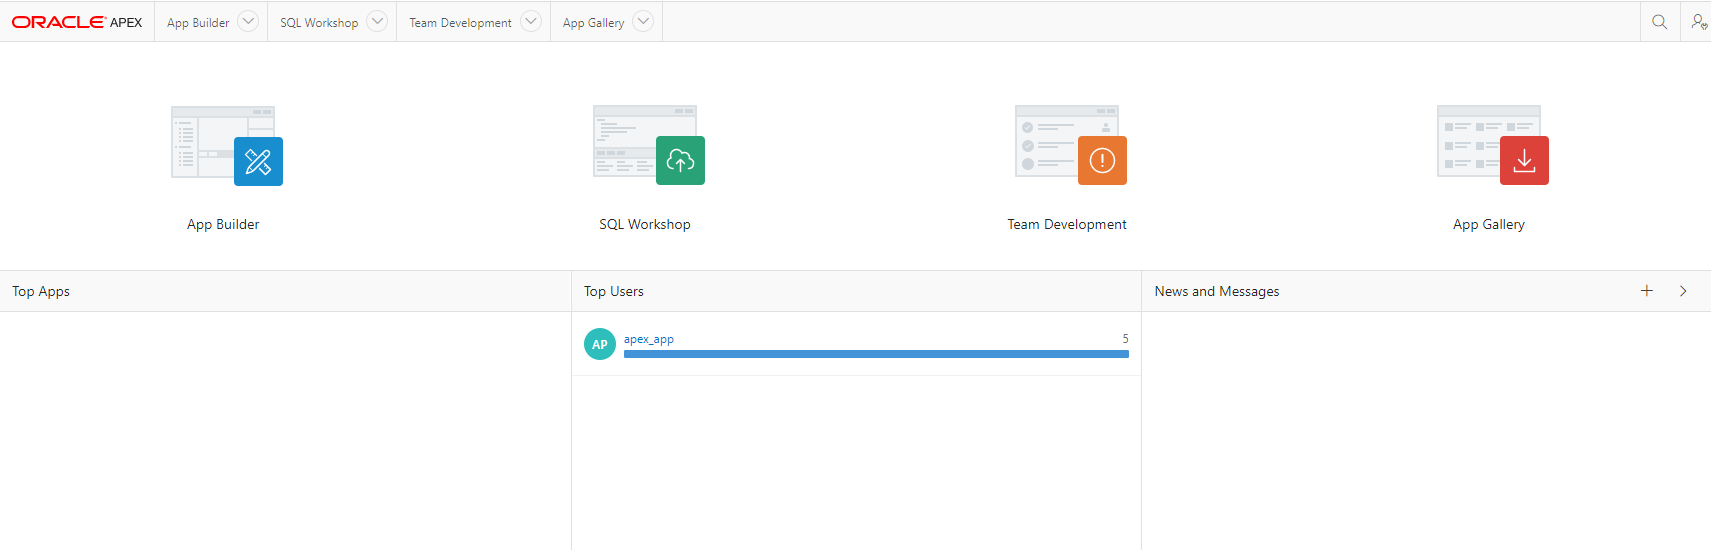 ORACLE APEX App Builder SQL Workshop Team Development App Gallery
App Builder SQL Workshop Team Development App Gallery
Top Apps Top Users News and Messages
AP apex_app 5